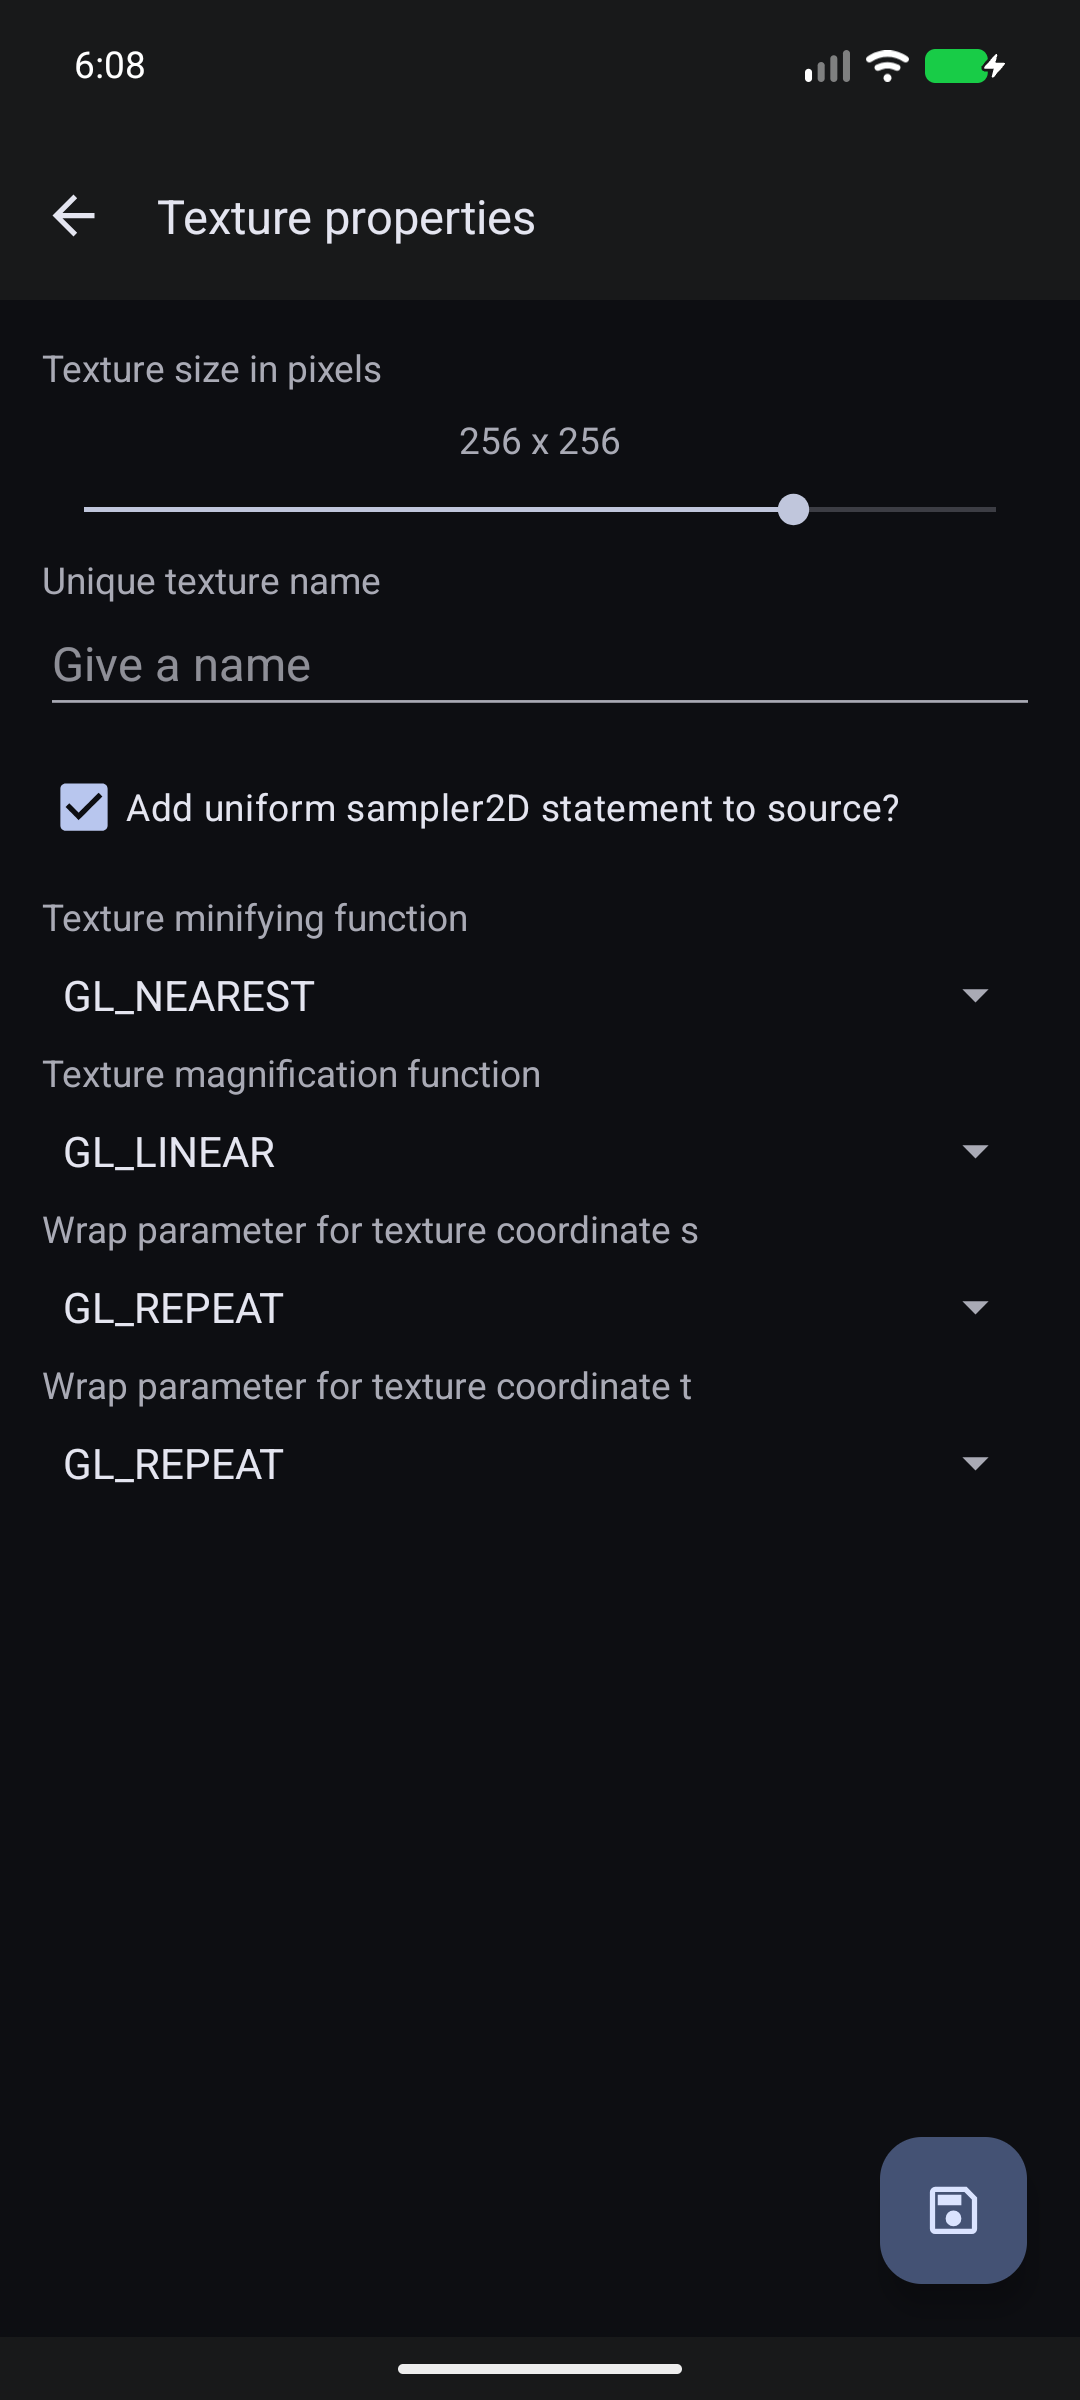 6:08
Texture properties
Texture size in pixels
256 x 256
Unique texture name
Give a name
Add uniform sampler2D statement to source?
Texture minifying function
GL_NEAREST
Texture magnification function
GL_LINEAR
Wrap parameter for texture coordinate s
GL_REPEAT
Wrap parameter for texture coordinate t
GL_REPEAT